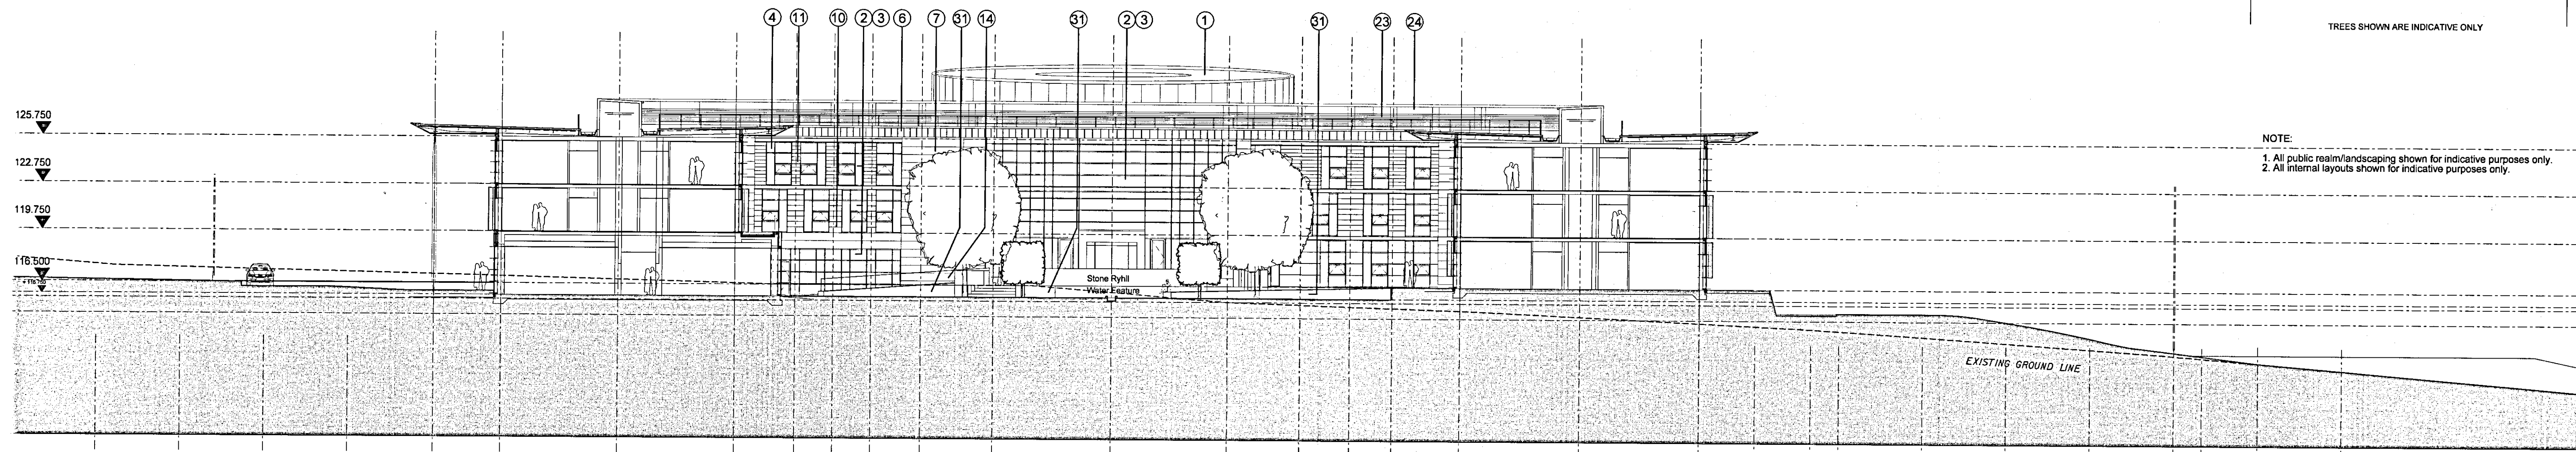 4 11 10 2 3 6 7 31 14 31 2 3 1 31 23 24
TREES SHOWN ARE INDICATIVE ONLY
125.750
122.750
119.750
116.500
NOTE:
1. All public realm/landscaping shown for indicative purposes only.
2. All internal layouts shown for indicative purposes only.
Stone Ryhil
Water Feature
EXISTING GROUND LINE